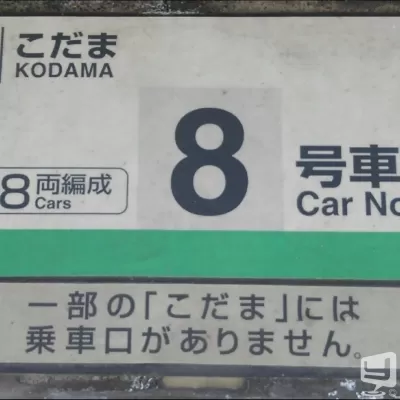 こだま
KODAMA
8両編成
Cars
8
号車
Car No
一部の「こだま」には
乗車口がありません。